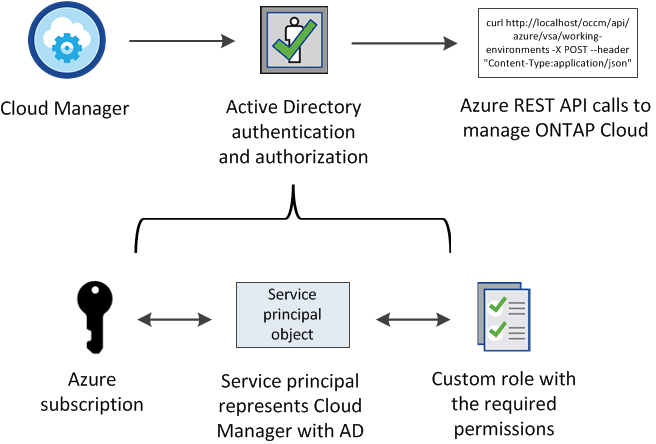 curl http://localhost/occm/api/
azure/vsa/working-
environments -X POST --header
"Content-Type:application/json"
Cloud Manager
Active Directory
authentication
and authorization
Azure REST API calls to
manage ONTAP Cloud
Service
principal
object
Azure
subscription
Service principal
represents Cloud
Manager with AD
Custom role with
the required
permissions